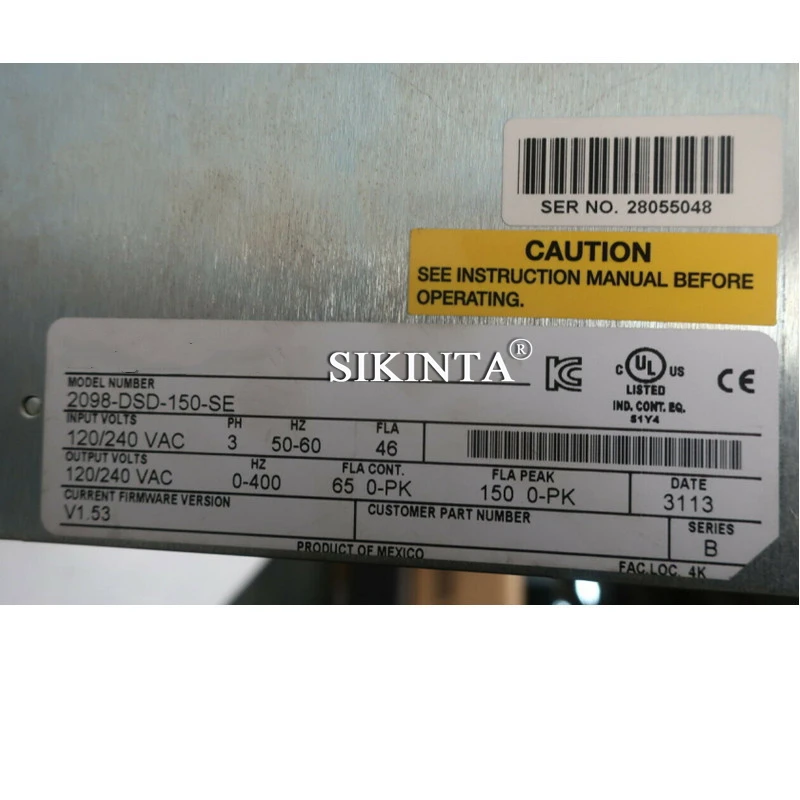 SER NO. 28055048
CAUTION
SEE INSTRUCTION MANUAL BEFORE
OPERATING.
SIKINTA®
C UL US
LISTED
IND. CONT. EQ.
51Y4
CE
MODEL NUMBER
2098-DSD-150-SE
INPUT VOLTS PH HZ FLA
120/240 VAC 3 50-60 46
OUTPUT VOLTS HZ FLA CONT. FLA PEAK DATE
120/240 VAC 0-400 65 0-PK 150 0-PK 3113
CURRENT FIRMWARE VERSION CUSTOMER PART NUMBER SERIES
V1.53 B
PRODUCT OF MEXICO FAC.LOC. 4K